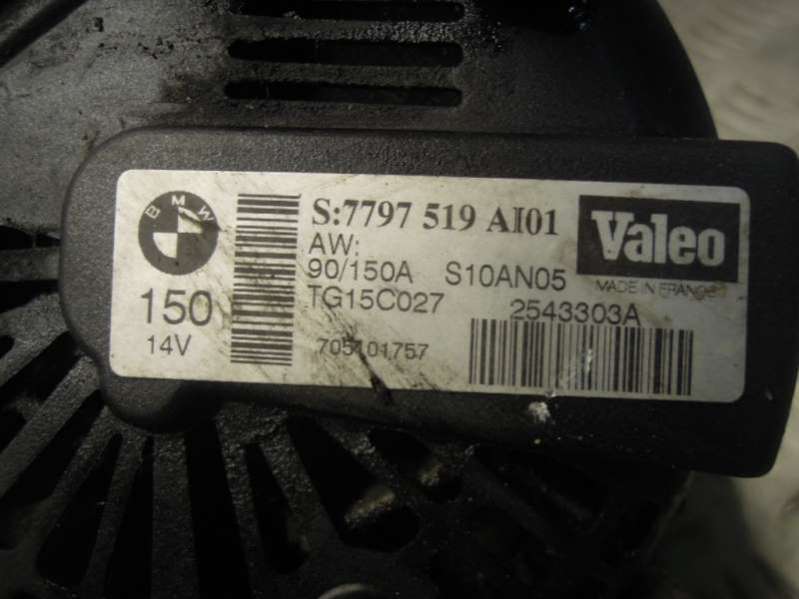 BMW
150
14V
S:7797 519 AI01
AW:
90/150A S10AN05
TG15C027
705101757
Valeo
MADE IN FRANCE
2543303A